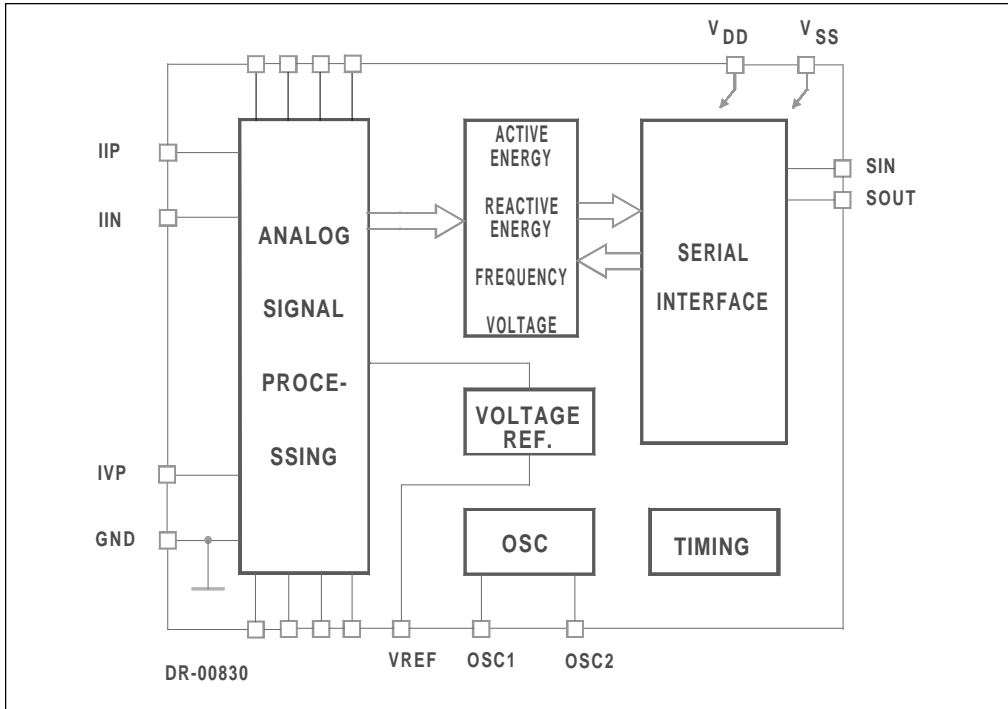 V DD
V SS
IIP
IIN
IVP
GND
ANALOG
SIGNAL
PROCE-
SSING
ACTIVE
ENERGY
REACTIVE
ENERGY
FREQUENCY
VOLTAGE
SERIAL
INTERFACE
SIN
SOUT
VOLTAGE
REF.
OSC
TIMING
VREF
OSC1
OSC2
DR-00830